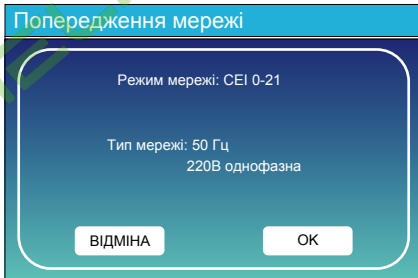 Попередження мережі
Режим мережі: CEI 0-21
Тип мережі: 50 Гц
220В однофазна
ВІДМІНА
OK